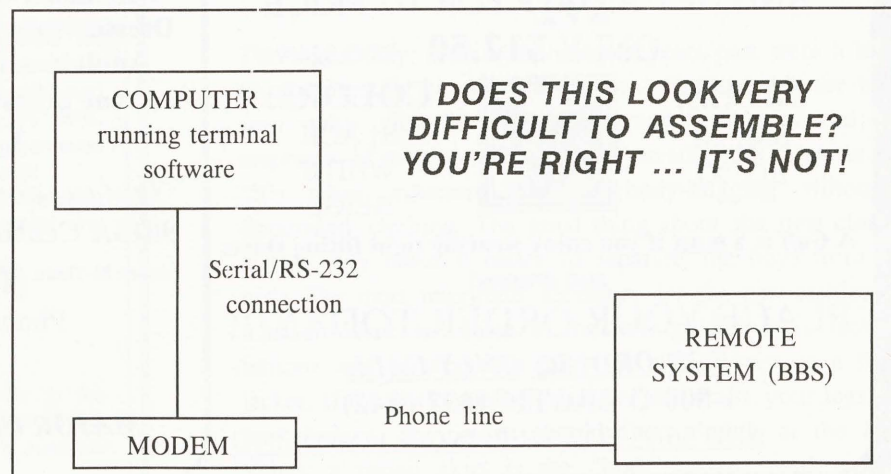 COMPUTER
running terminal
software
DOES THIS LOOK VERY
DIFFICULT TO ASSEMBLE?
YOU'RE RIGHT ... IT'S NOT!
Serial/RS-232
connection
REMOTE
SYSTEM (BBS)
Phone line
MODEM